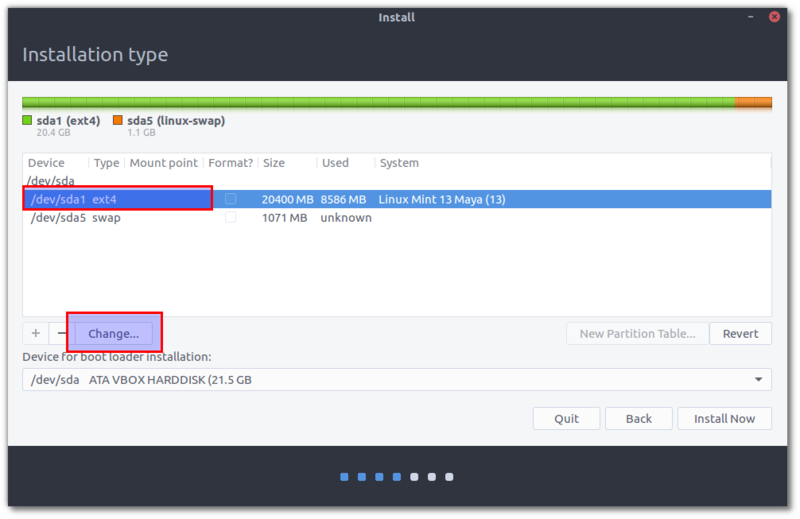 Install
Installation type
sda1 (ext4) sda5 (linux-swap)
20.4 GB 1.1 GB
Device Type Mount point Format? Size Used System
/dev/sda
/dev/sda1 ext4 20400 MB 8586 MB Linux Mint 13 Maya (13)
/dev/sda5 swap 1071 MB unknown
+ − Change... New Partition Table... Revert
Device for boot loader installation:
/dev/sda ATA VBOX HARDDISK (21.5 GB
Quit Back Install Now